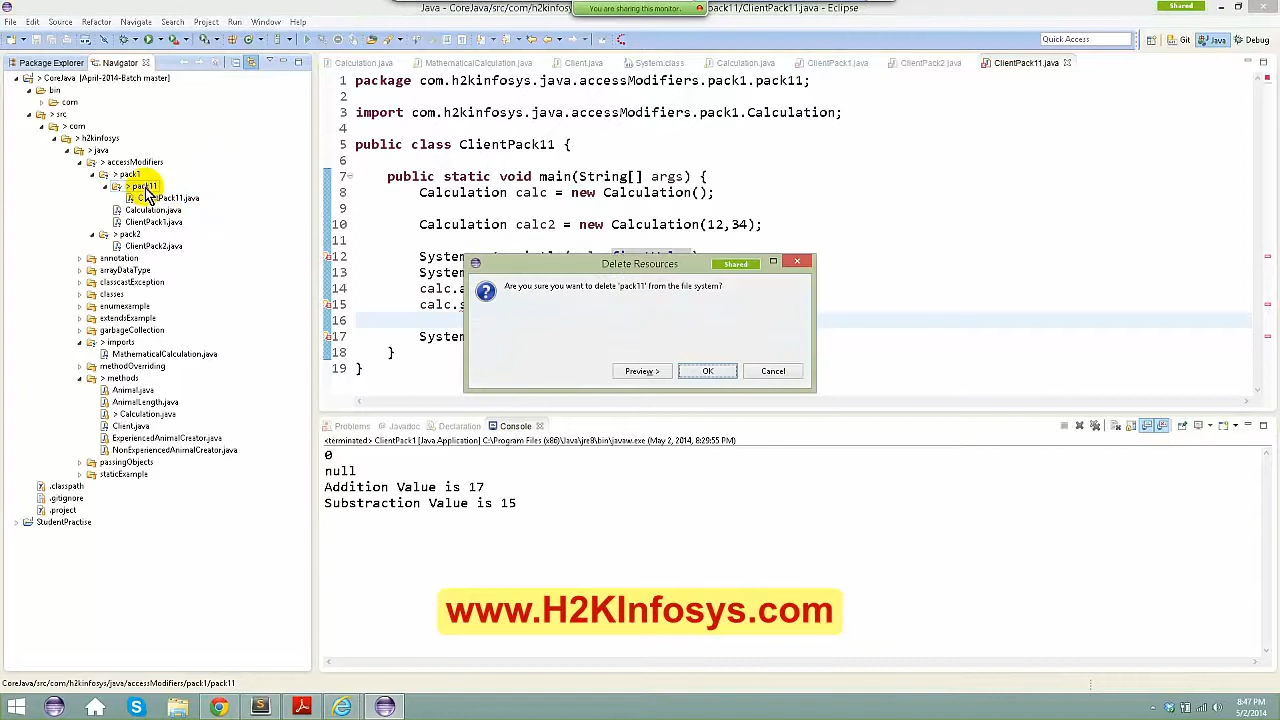 Java - CoreJava/src/com/h2kinfosys
You are sharing this monitor.
pack11/ClientPack11.java - Eclipse
Shared
File Edit Source Refactor Navigate Search Project Run Window Help
Quick Access
Git
Java
Debug
Package Explorer
Navigator
> CoreJava [April-2014-Batch master]
bin
com
> src
> com
> h2kinfosys
> java
> accessModifiers
> pack1
> pack11
ClientPack11.java
Calculation.java
ClientPack1.java
> pack2
ClientPack2.java
annotation
arrayDataType
classcastException
classes
enumexample
extendsExample
garbageCollection
> imports
MathematicalCalculation.java
methodOverriding
> methods
Animal.java
AnimalLength.java
> Calculation.java
Client.java
ExperiencedAnimalCreator.java
NonExperiencedAnimalCreator.java
passingObjects
staticExample
.classpath
.gitignore
.project
StudentPractise
Calculation.java
MathematicalCalculation.java
Client.java
System.class
Calculation.java
ClientPack1.java
ClientPack2.java
ClientPack11.java
1 package com.h2kinfosys.java.accessModifiers.pack1.pack11;
2
3 import com.h2kinfosys.java.accessModifiers.pack1.Calculation;
4
5 public class ClientPack11 {
6
7 public static void main(String[] args) {
8 Calculation calc = new Calculation();
9
10 Calculation calc2 = new Calculation(12,34);
11
12 System
13 System
14 calc.a
15 calc.s
16
17 System
18 }
19 }
Delete Resources
Shared
Are you sure you want to delete 'pack11' from the file system?
Preview >
OK
Cancel
Problems
Javadoc
Declaration
Console
<terminated> ClientPack1 [Java Application] C:\Program Files (x86)\Java\jre8\bin\javaw.exe (May 2, 2014, 8:29:55 PM)
0
null
Addition Value is 17
Substraction Value is 15
www.H2KInfosys.com
CoreJava/src/com/h2kinfosys/java/accessModifiers/pack1/pack11
8:47 PM
5/2/2014